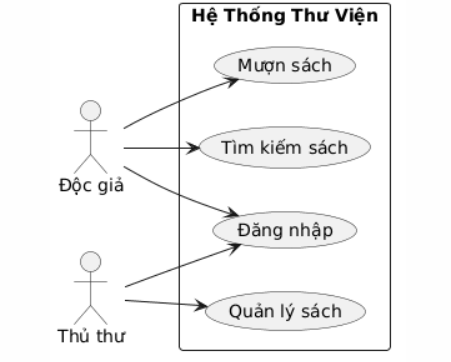 Hệ Thống Thư Viện
Mượn sách
Tìm kiếm sách
Độc giả
Đăng nhập
Quản lý sách
Thủ thư